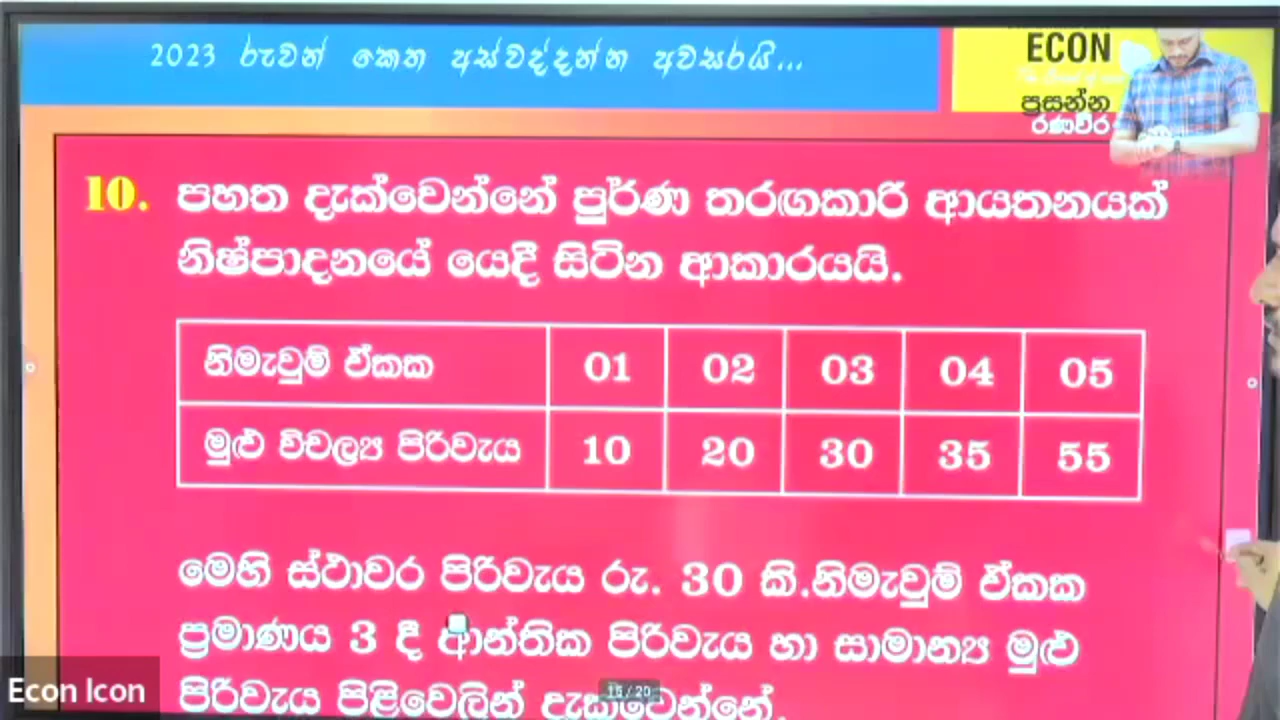 2023 රුවන් කෙත අස්වද්දන්න අවසරයි...
ECON
ප්‍රසන්න
රණවීර
10. පහත දැක්වෙන්නේ පුර්ණ තරඟකාරී ආයතනයක්
නිෂ්පාදනයේ යෙදී සිටින ආකාරයයි.
නිමැවුම් ඒකක 01 02 03 04 05
මුළු විචල්‍ය පිරිවැය 10 20 30 35 55
මෙහි ස්ථාවර පිරිවැය රු. 30 කි.නිමැවුම් ඒකක
ප්‍රමාණය 3 දී ආන්තික පිරිවැය හා සාමාන්‍ය මුළු
පිරිවැය පිළිවෙලින් දැක්වෙන්නේ.
15 / 20
Econ Icon